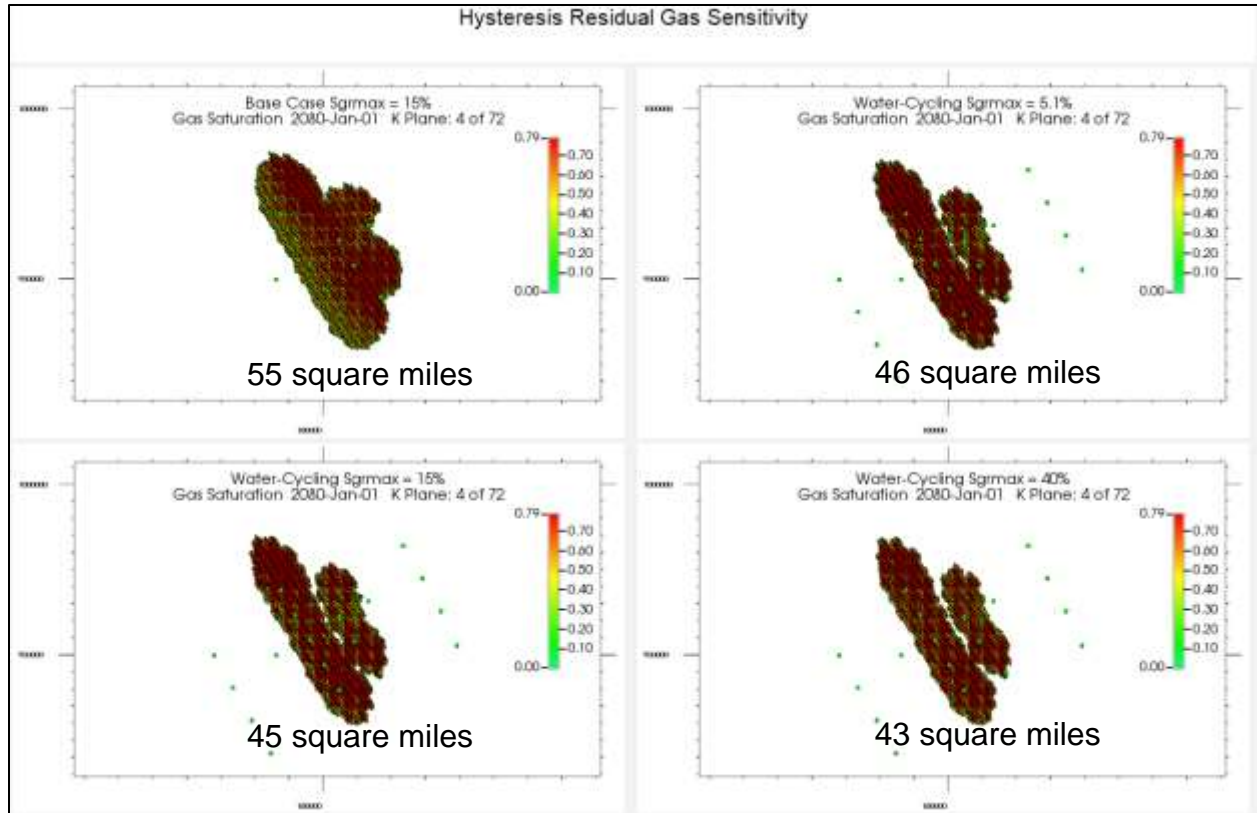 Hysteresis Residual Gas Sensitivity
Base Case Sgrmax = 15%
Gas Saturation 2080-Jan-01 K Plane: 4 of 72
0.79
0.70
0.60
0.50
0.40
0.30
0.20
0.10
0.00
55 square miles
Water-Cycling Sgrmax = 5.1%
Gas Saturation 2080-Jan-01 K Plane: 4 of 72
0.79
0.70
0.60
0.50
0.40
0.30
0.20
0.10
0.00
46 square miles
Water-Cycling Sgrmax = 15%
Gas Saturation 2080-Jan-01 K Plane: 4 of 72
0.79
0.70
0.60
0.50
0.40
0.30
0.20
0.10
0.00
45 square miles
Water-Cycling Sgrmax = 40%
Gas Saturation 2080-Jan-01 K Plane: 4 of 72
0.79
0.70
0.60
0.50
0.40
0.30
0.20
0.10
0.00
43 square miles